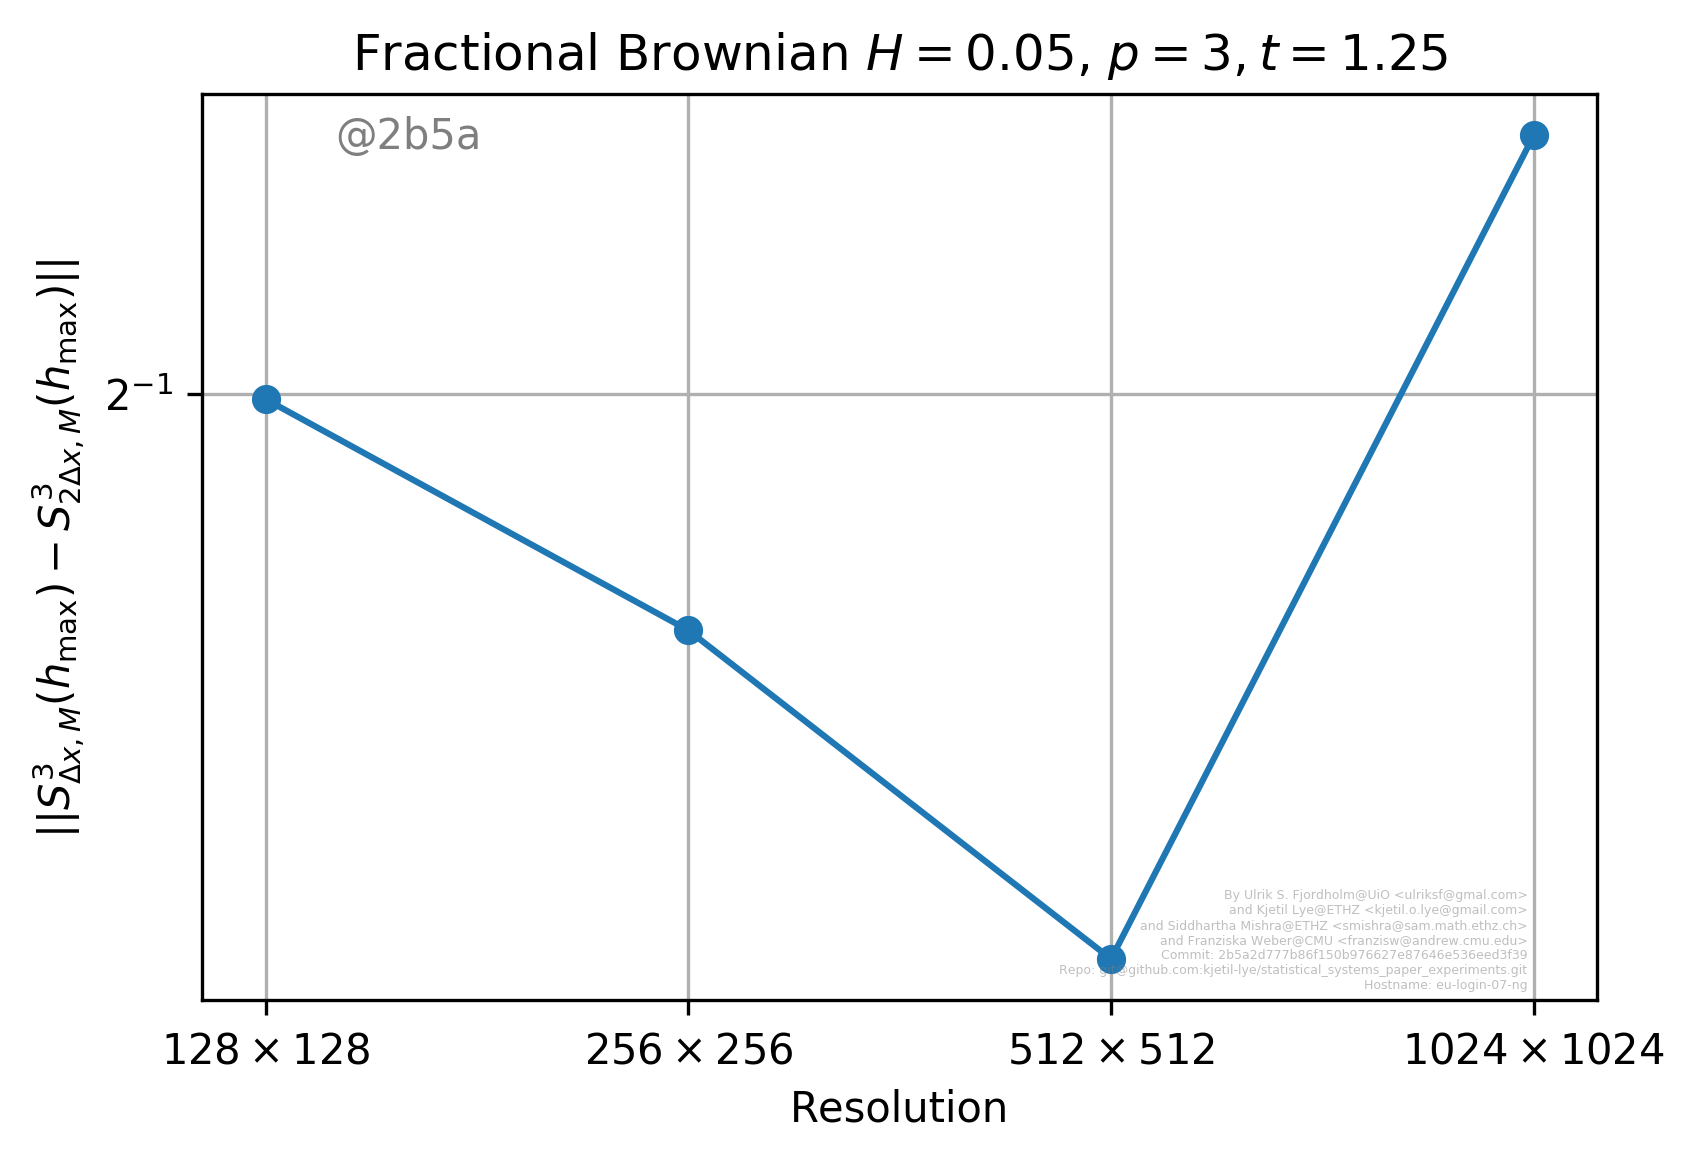 Fractional Brownian H = 0.05, p = 3, t = 1.25
@2b5a
||S³_{Δx,M}(h_max) − S³_{2Δx,M}(h_max)||
2⁻¹
By Ulrik S. Fjordholm@UiO <ulriksf@gmal.com>
and Kjetil Lye@ETHZ <kjetil.o.lye@gmail.com>
and Siddhartha Mishra@ETHZ <smishra@sam.math.ethz.ch>
and Franziska Weber@CMU <franzisw@andrew.cmu.edu>
Commit: 2b5a2d777b86f150b976627e87646e536eed3f39
Repo: git@github.com:kjetil-lye/statistical_systems_paper_experiments.git
Hostname: eu-login-07-ng
128 × 128 256 × 256 512 × 512 1024 × 1024
Resolution